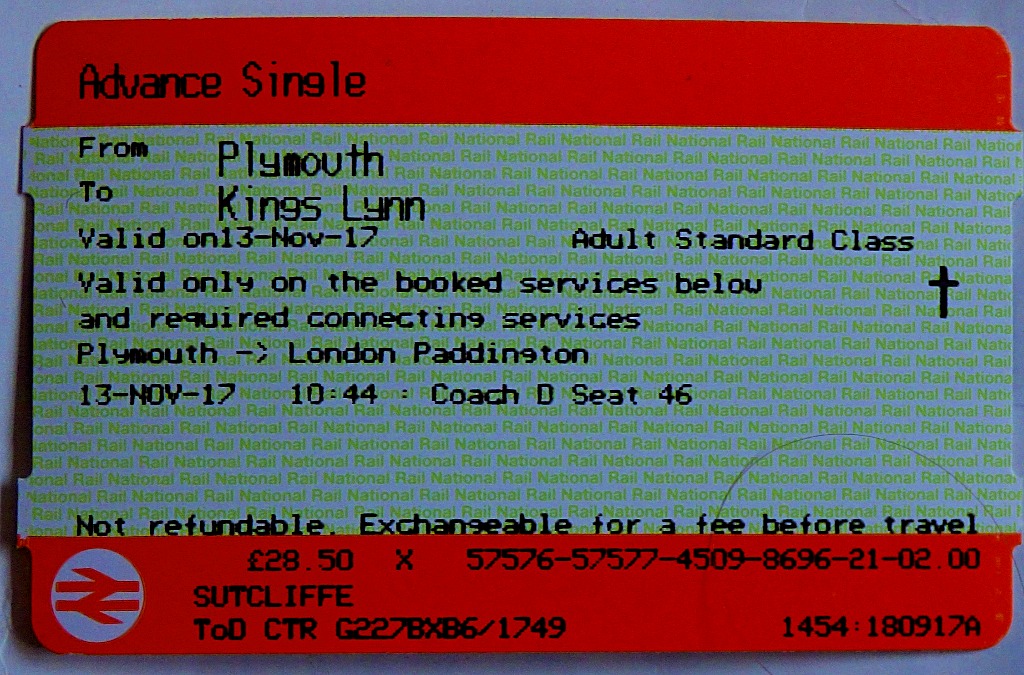 Advance Single
From Plymouth
To Kings Lynn
Valid on13-Nov-17 Adult Standard Class
Valid only on the booked services below
and required connecting services
Plymouth -> London Paddington
13-NOV-17 10:44 : Coach D Seat 46
Not refundable. Exchangeable for a fee before travel
£28.50 X 57576-57577-4509-8696-21-02.00
SUTCLIFFE
ToD CTR G227BXB6/1749 1454:180917A